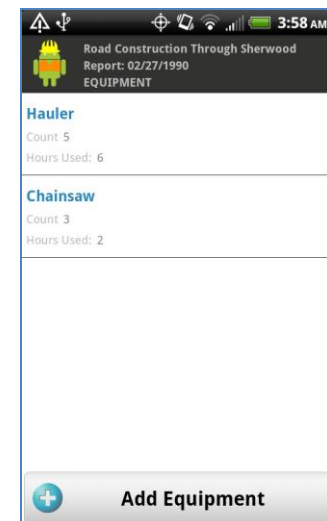 3:58 AM
Road Construction Through Sherwood
Report: 02/27/1990
EQUIPMENT
Hauler
Count 5
Hours Used: 6
Chainsaw
Count 3
Hours Used: 2
Add Equipment